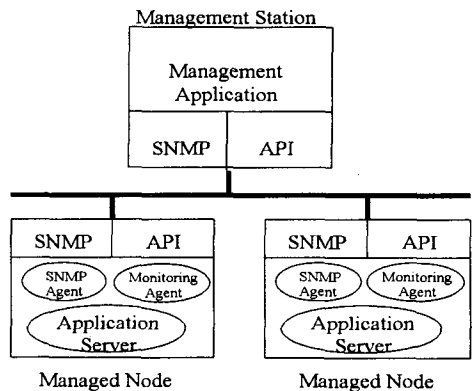 Management Station
Management
Application
SNMP API
SNMP API
SNMP
Agent
Monitoring
Agent
Application
Server
Managed Node
SNMP API
SNMP
Agent
Monitoring
Agent
Application
Server
Managed Node